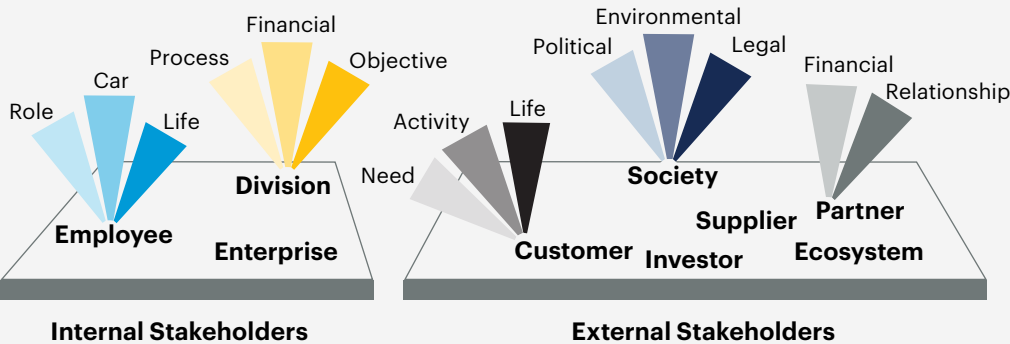 Role
Car
Life
Employee
Process
Financial
Objective
Division
Enterprise
Internal Stakeholders
Need
Activity
Life
Customer
Political
Environmental
Legal
Society
Financial
Relationship
Partner
Supplier
Investor
Ecosystem
External Stakeholders